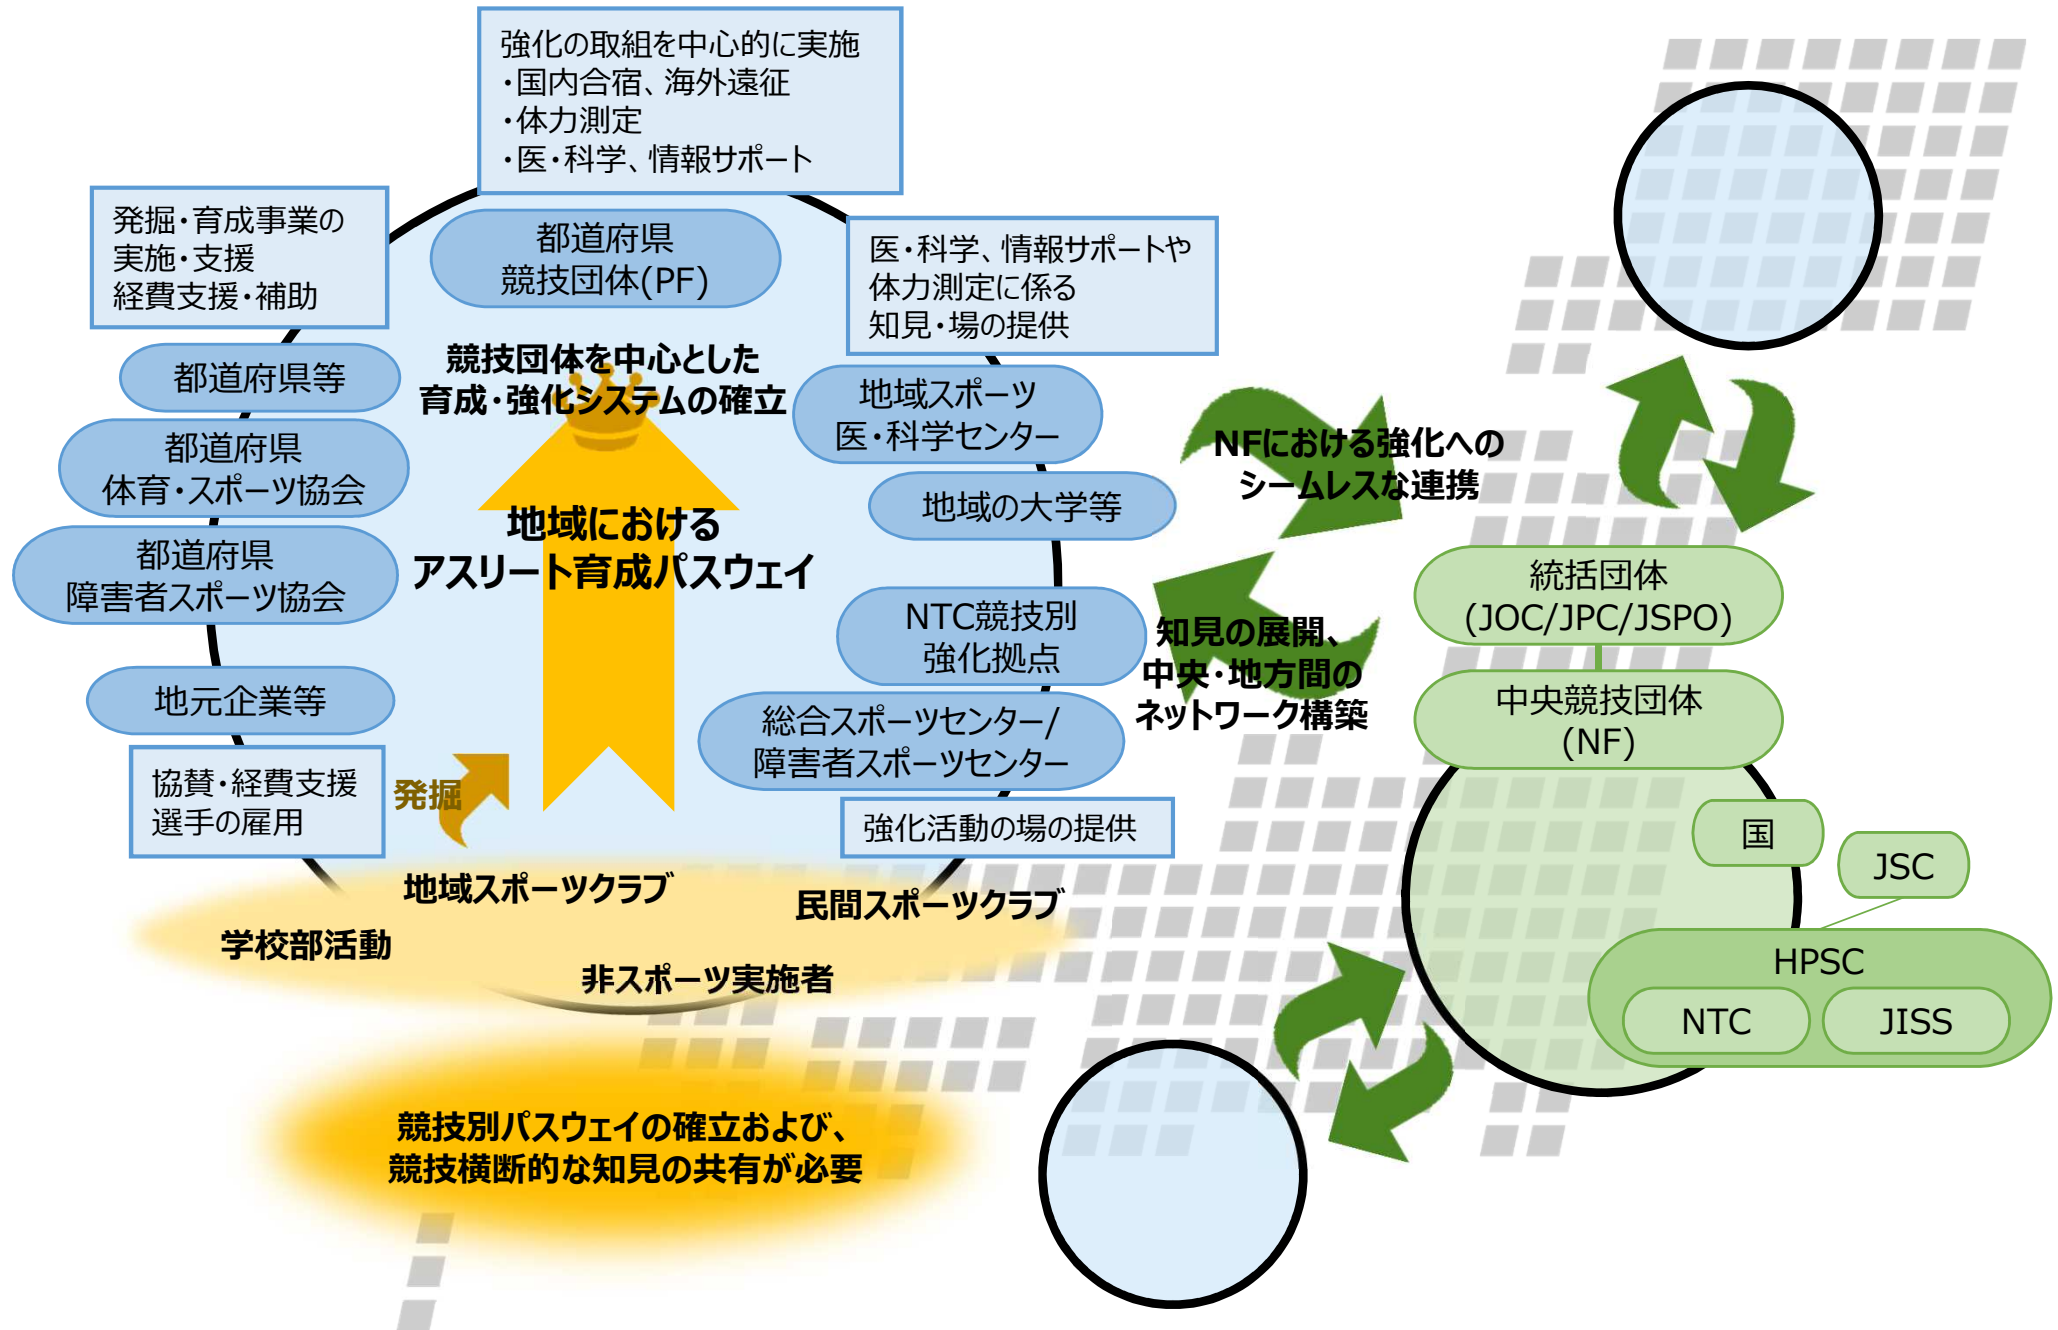 強化の取組を中心的に実施
・国内合宿、海外遠征
・体力測定
・医・科学、情報サポート
発掘・育成事業の
実施・支援
経費支援・補助
都道府県
競技団体(PF)
医・科学、情報サポートや
体力測定に係る
知見・場の提供
都道府県等
競技団体を中心とした
育成・強化システムの確立
地域スポーツ
医・科学センター
都道府県
体育・スポーツ協会
地域の大学等
NFにおける強化への
シームレスな連携
地域における
アスリート育成パスウェイ
都道府県
障害者スポーツ協会
NTC競技別
強化拠点
知見の展開、
中央・地方間の
ネットワーク構築
統括団体
(JOC/JPC/JSPO)
中央競技団体
(NF)
地元企業等
総合スポーツセンター/
障害者スポーツセンター
協賛・経費支援
選手の雇用
発掘
強化活動の場の提供
国
JSC
HPSC
NTC
JISS
地域スポーツクラブ
民間スポーツクラブ
学校部活動
非スポーツ実施者
競技別パスウェイの確立および、
競技横断的な知見の共有が必要